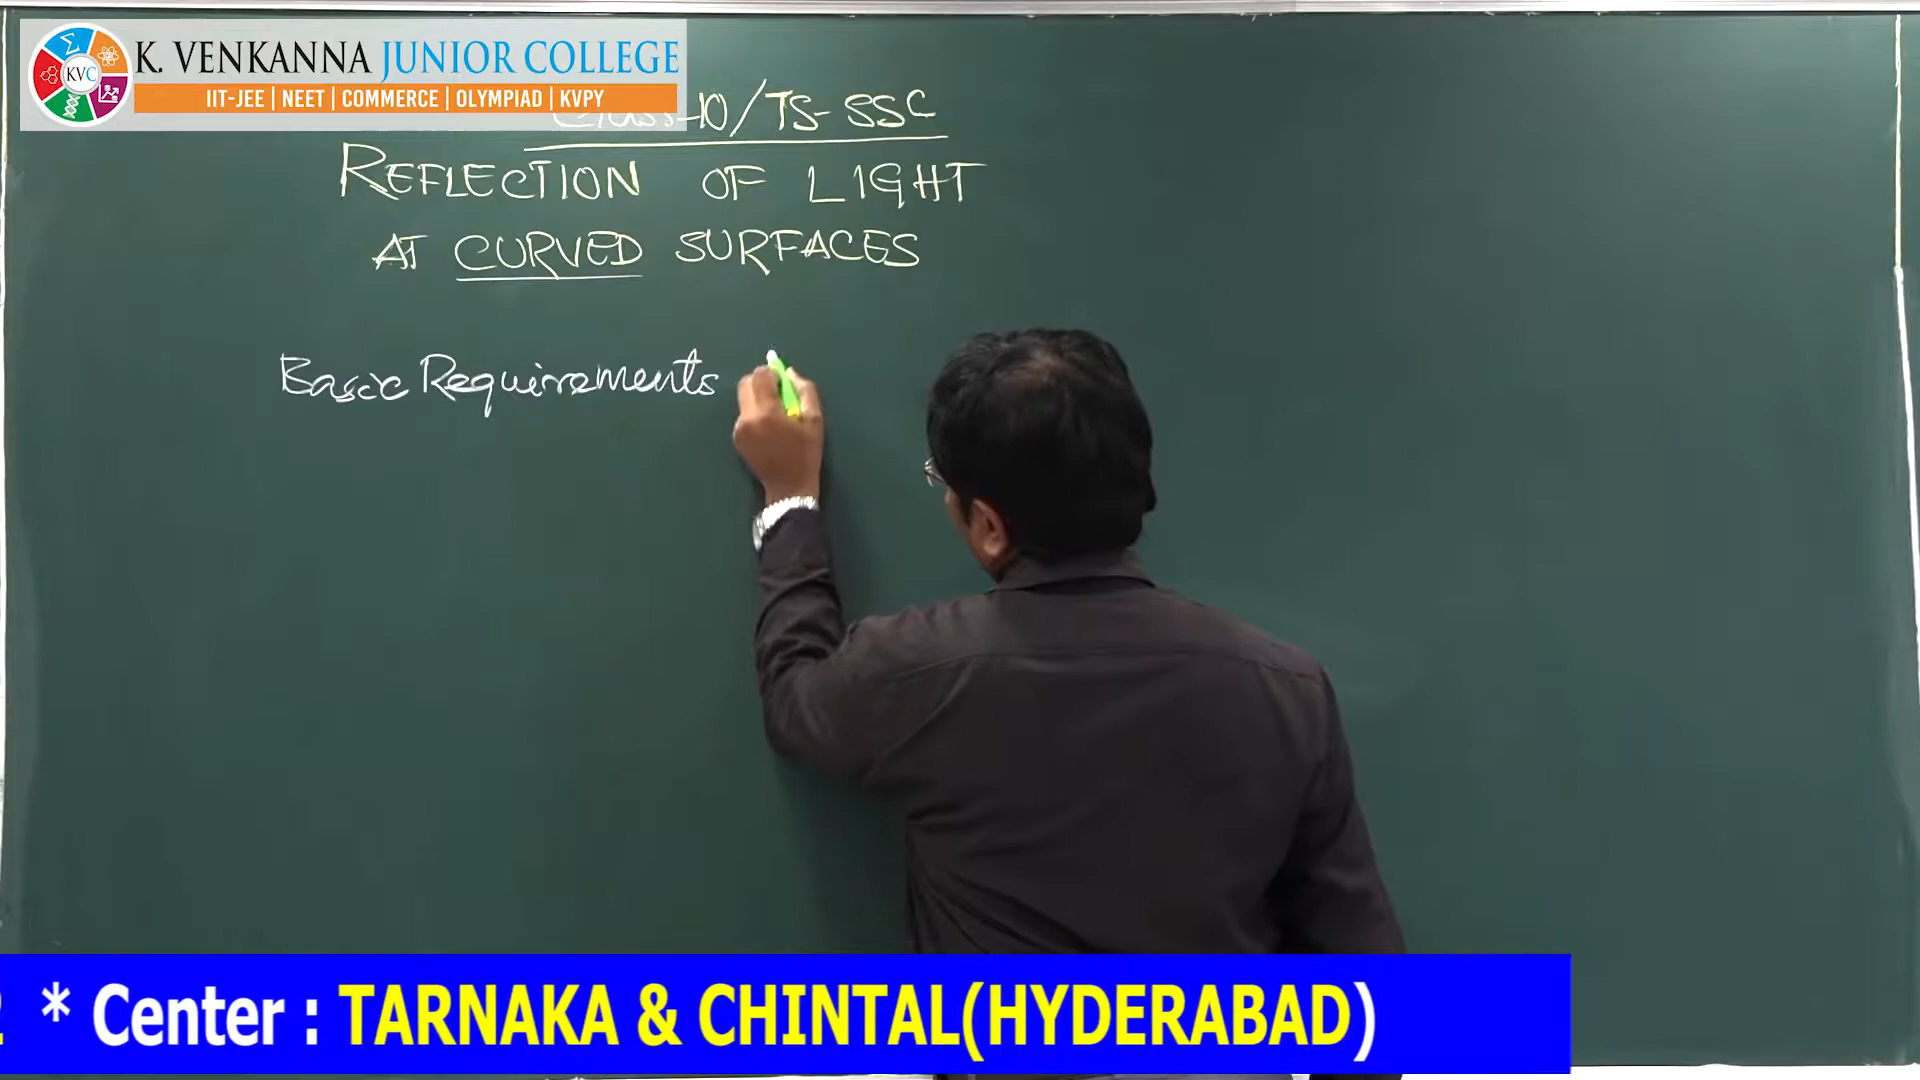 KVC
K. VENKANNA JUNIOR COLLEGE
IIT-JEE | NEET | COMMERCE | OLYMPIAD | KVPY
10/TS-SSC
REFLECTION OF LIGHT
AT CURVED SURFACES
Basic Requirements
* Center : TARNAKA & CHINTAL(HYDERABAD)